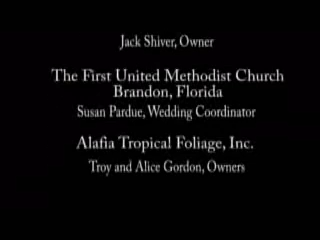 Jack Shiver, Owner
The First United Methodist Church
Brandon, Florida
Susan Pardue, Wedding Coordinator
Alafia Tropical Foliage, Inc.
Troy and Alice Gordon, Owners